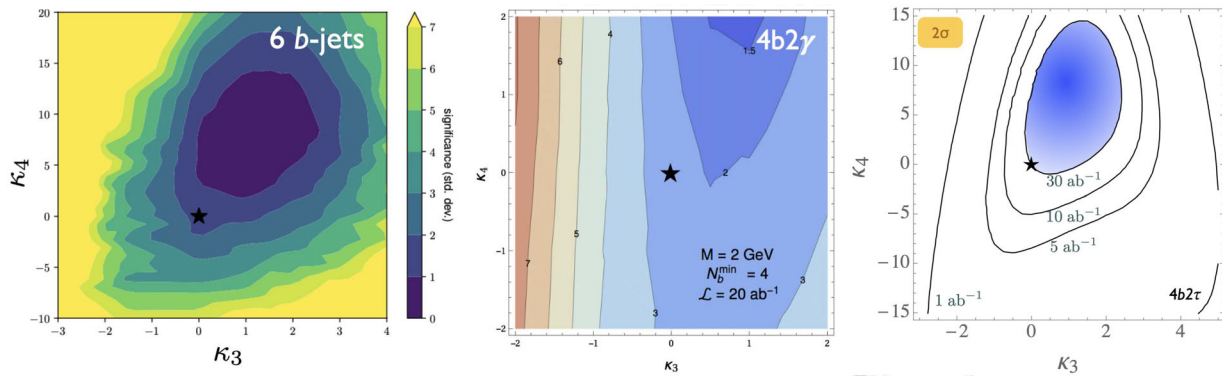 6 b-jets
20
15
10
5
0
-5
-10
κ4
-3
-2
-1
0
1
2
3
4
κ3
7
6
5
4
3
2
1
0
significance (std. dev.)
4b2γ
2
1
0
-1
-2
κ4
-2
-1
0
1
2
κ3
4
1.5
6
2
5
7
3
3
M = 2 GeV
N_b^min = 4
ℒ = 20 ab⁻¹
2σ
15
10
5
0
-5
-10
-15
κ4
30 ab⁻¹
10 ab⁻¹
5 ab⁻¹
1 ab⁻¹
4b2τ
-2
0
2
4
κ3